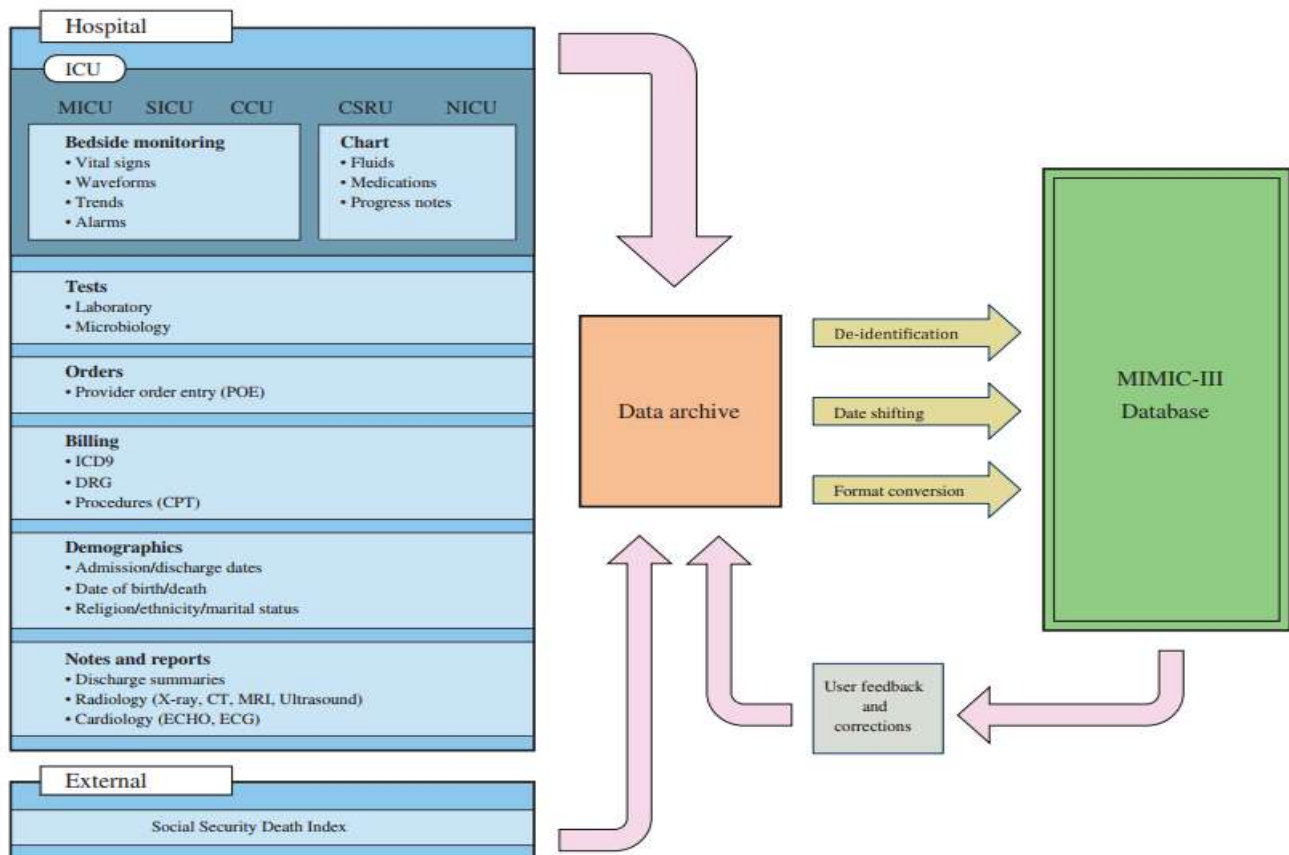 Hospital
ICU
MICU SICU CCU CSRU NICU
Bedside monitoring
• Vital signs
• Waveforms
• Trends
• Alarms
Chart
• Fluids
• Medications
• Progress notes
Tests
• Laboratory
• Microbiology
Orders
• Provider order entry (POE)
Billing
• ICD9
• DRG
• Procedures (CPT)
Demographics
• Admission/discharge dates
• Date of birth/death
• Religion/ethnicity/marital status
Notes and reports
• Discharge summaries
• Radiology (X-ray, CT, MRI, Ultrasound)
• Cardiology (ECHO, ECG)
External
Social Security Death Index
Data archive
De-identification
Date shifting
Format conversion
MIMIC-III
Database
User feedback
and
corrections